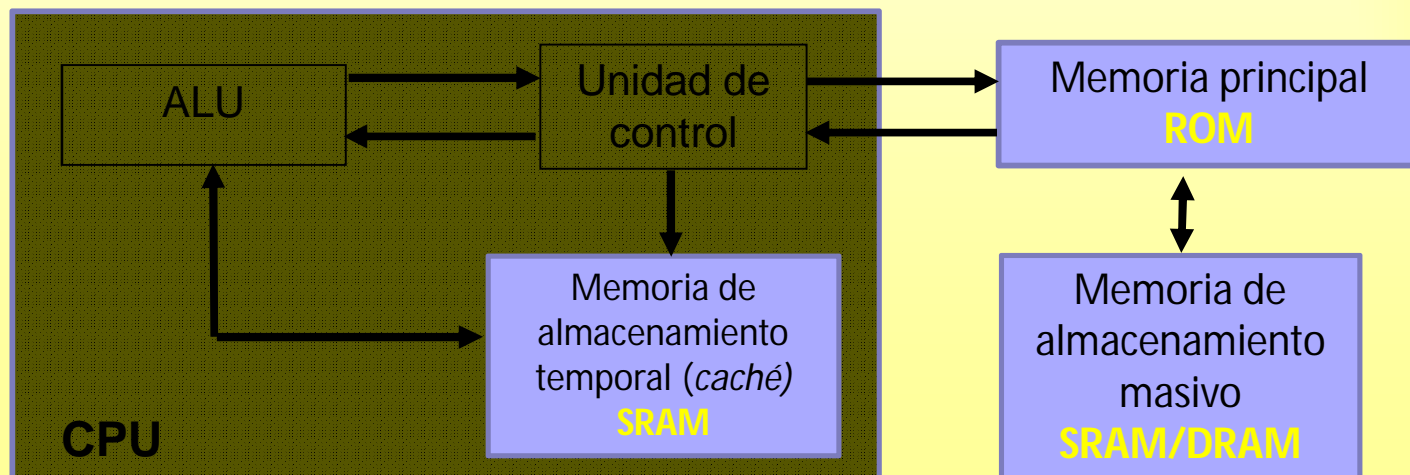 ALU
Unidad de
control
Memoria principal
ROM
Memoria de
almacenamiento
temporal (caché)
SRAM
Memoria de
almacenamiento
masivo
SRAM/DRAM
CPU